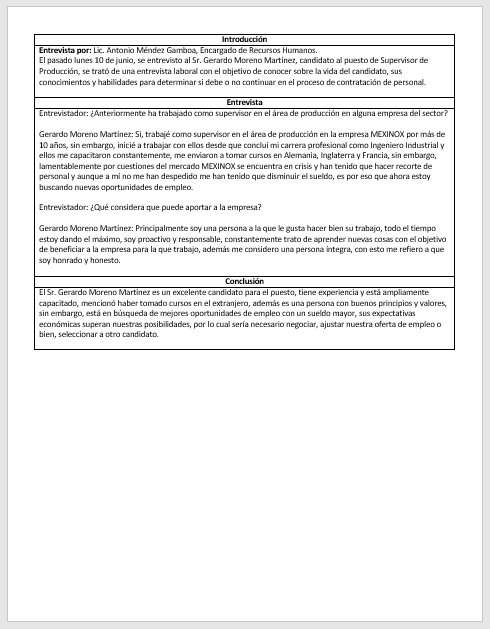 Introducción
Entrevista por: Lic. Antonio Méndez Gamboa, Encargado de Recursos Humanos.
El pasado lunes 10 de junio, se entrevisto al Sr. Gerardo Moreno Martínez, candidato al puesto de Supervisor de
Producción, se trató de una entrevista laboral con el objetivo de conocer sobre la vida del candidato, sus
conocimientos y habilidades para determinar si debe o no continuar en el proceso de contratación de personal.
Entrevista
Entrevistador: ¿Anteriormente ha trabajado como supervisor en el área de producción en alguna empresa del sector?
Gerardo Moreno Martínez: Si, trabajé como supervisor en el área de producción en la empresa MEXINOX por más de
10 años, sin embargo, inicié a trabajar con ellos desde que concluí mi carrera profesional como Ingeniero Industrial y
ellos me capacitaron constantemente, me enviaron a tomar cursos en Alemania, Inglaterra y Francia, sin embargo,
lamentablemente por cuestiones del mercado MEXINOX se encuentra en crisis y han tenido que hacer recorte de
personal y aunque a mí no me han despedido me han tenido que disminuir el sueldo, es por eso que ahora estoy
buscando nuevas oportunidades de empleo.
Entrevistador: ¿Qué considera que puede aportar a la empresa?
Gerardo Moreno Martínez: Principalmente soy una persona a la que le gusta hacer bien su trabajo, todo el tiempo
estoy dando el máximo, soy proactivo y responsable, constantemente trato de aprender nuevas cosas con el objetivo
de beneficiar a la empresa para la que trabajo, además me considero una persona íntegra, con esto me refiero a que
soy honrado y honesto.
Conclusión
El Sr. Gerardo Moreno Martínez es un excelente candidato para el puesto, tiene experiencia y está ampliamente
capacitado, mencionó haber tomado cursos en el extranjero, además es una persona con buenos principios y valores,
sin embargo, está en búsqueda de mejores oportunidades de empleo con un sueldo mayor, sus expectativas
económicas superan nuestras posibilidades, por lo cual sería necesario negociar, ajustar nuestra oferta de empleo o
bien, seleccionar a otro candidato.